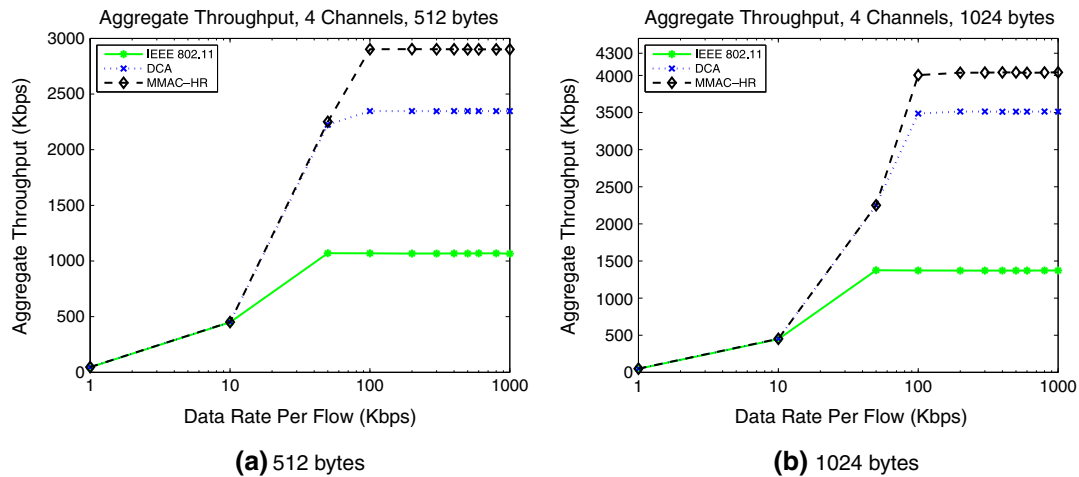 Aggregate Throughput, 4 Channels, 512 bytes
3000
2500
2000
1500
1000
500
0
Aggregate Throughput (Kbps)
IEEE 802.11
DCA
MMAC-HR
1
10
100
1000
Data Rate Per Flow (Kbps)
(a) 512 bytes
Aggregate Throughput, 4 Channels, 1024 bytes
4300
4000
3500
3000
2500
2000
1500
1000
500
0
Aggregate Throughput (Kbps)
IEEE 802.11
DCA
MMAC-HR
1
10
100
1000
Data Rate Per Flow (Kbps)
(b) 1024 bytes